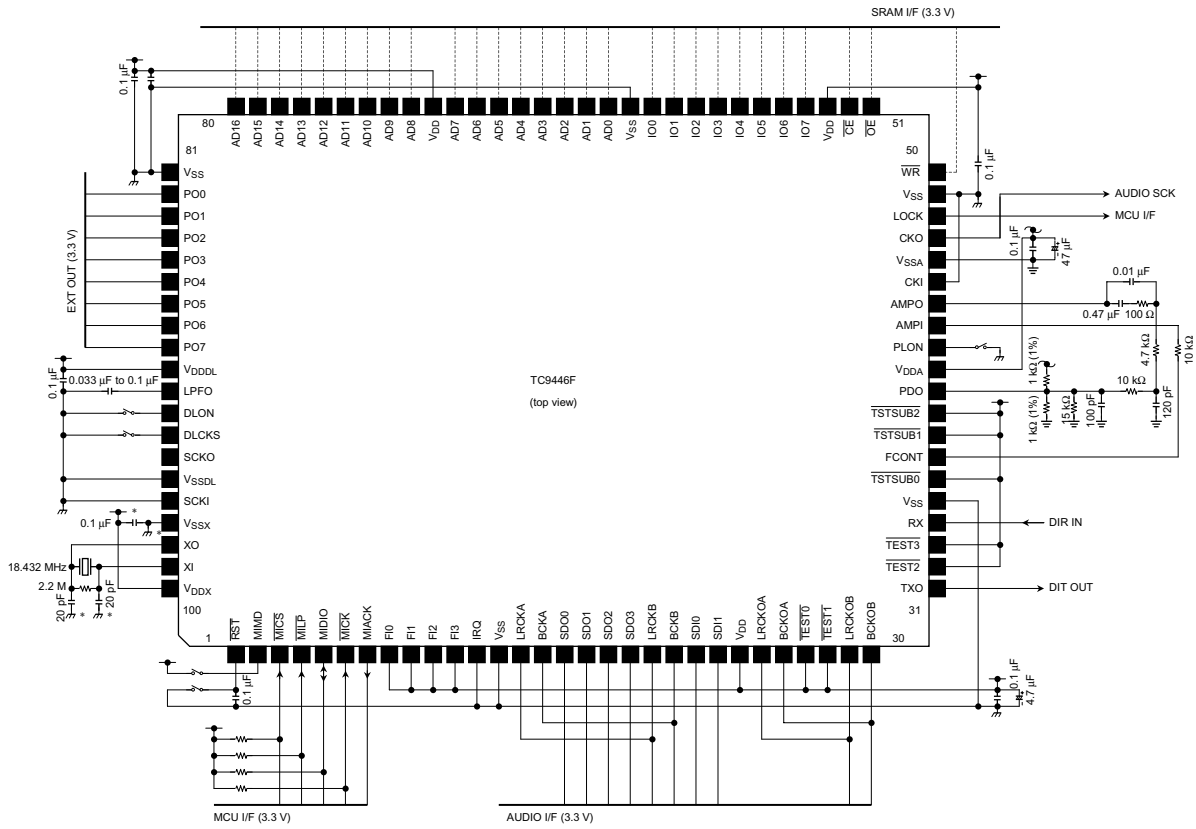 SRAM I/F (3.3 V)
0.1 µF
80
AD16
AD15
AD14
AD13
AD12
AD11
AD10
AD9
AD8
VDD
AD7
AD6
AD5
AD4
AD3
AD2
AD1
AD0
VSS
IO0
IO1
IO2
IO3
IO4
IO5
IO6
IO7
VDD
CE
OE
51
81
VSS
PO0
PO1
PO2
PO3
PO4
PO5
PO6
PO7
VDDDL
LPFO
DLON
DLCKS
SCKO
VSSDL
SCKI
VSSX
XO
XI
VDDX
100
EXT OUT (3.3 V)
0.1 µF
0.033 µF to 0.1 µF
0.1 µF
*
*
18.432 MHz
2.2 M
20 pF
*
20 pF
*
TC9446F
(top view)
50
WR
VSS
LOCK
CKO
VSSA
CKI
AMPO
AMPI
PLON
VDDA
PDO
TSTSUB2
TSTSUB1
FCONT
TSTSUB0
VSS
RX
TEST3
TEST2
TXO
31
0.1 µF
AUDIO SCK
MCU I/F
0.1 µF
47 µF
0.01 µF
0.47 µF
100 Ω
4.7 kΩ
10 kΩ
1 kΩ (1%)
10 kΩ
1 kΩ (1%)
15 kΩ
100 pF
120 pF
DIR IN
DIT OUT
1
RST
MIMD
MICS
MILP
MIDIO
MICK
MIACK
FI0
FI1
FI2
FI3
IRQ
VSS
LRCKA
BCKA
SDO0
SDO1
SDO2
SDO3
LRCKB
BCKB
SDI0
SDI1
VDD
LRCKOA
BCKOA
TEST0
TEST1
LRCKOB
BCKOB
30
0.1 µF
0.1 µF
4.7 µF
MCU I/F (3.3 V)
AUDIO I/F (3.3 V)